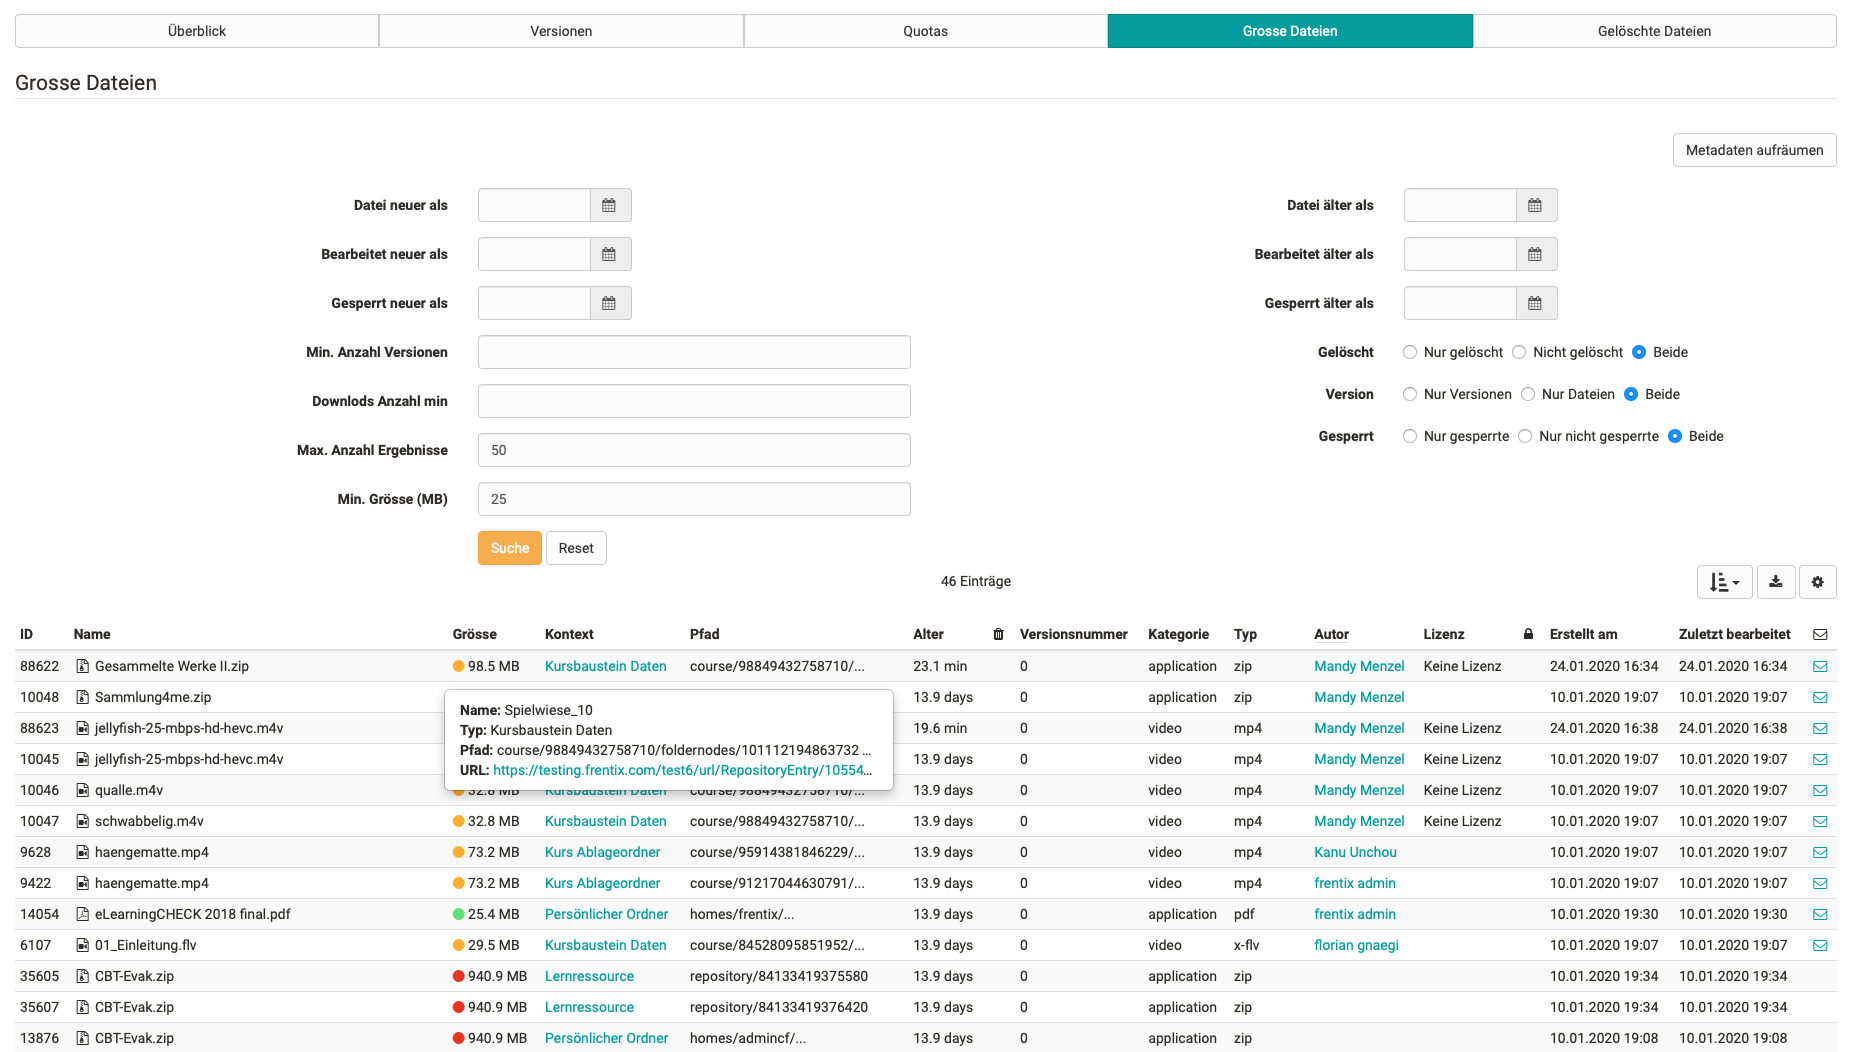 Überblick Versionen Quotas Grosse Dateien Gelöschte Dateien
Grosse Dateien
Metadaten aufräumen
Datei neuer als Datei älter als
Bearbeitet neuer als Bearbeitet älter als
Gesperrt neuer als Gesperrt älter als
Min. Anzahl Versionen Gelöscht Nur gelöscht Nicht gelöscht Beide
Downlods Anzahl min Version Nur Versionen Nur Dateien Beide
Max. Anzahl Ergebnisse 50 Gesperrt Nur gesperrte Nur nicht gesperrte Beide
Min. Grösse (MB) 25
Suche Reset
46 Einträge
ID Name Grösse Kontext Pfad Alter Versionsnummer Kategorie Typ Autor Lizenz Erstellt am Zuletzt bearbeitet
88622 Gesammelte Werke II.zip 98.5 MB Kursbaustein Daten course/98849432758710/... 23.1 min 0 application zip Mandy Menzel Keine Lizenz 24.01.2020 16:34 24.01.2020 16:34
10048 Sammlung4me.zip 13.9 days 0 application zip Mandy Menzel 10.01.2020 19:07 10.01.2020 19:07
Name: Spielwiese_10
Typ: Kursbaustein Daten
Pfad: course/98849432758710/foldernodes/101112194863732 ...
URL: https://testing.frentix.com/test6/url/RepositoryEntry/10554...
88623 jellyfish-25-mbps-hd-hevc.m4v 19.6 min 0 video mp4 Mandy Menzel Keine Lizenz 24.01.2020 16:38 24.01.2020 16:38
10045 jellyfish-25-mbps-hd-hevc.m4v 13.9 days 0 video mp4 Mandy Menzel Keine Lizenz 10.01.2020 19:07 10.01.2020 19:07
10046 qualle.m4v 32.8 MB Kursbaustein Daten course/98849432758710/... 13.9 days 0 video mp4 Mandy Menzel Keine Lizenz 10.01.2020 19:07 10.01.2020 19:07
10047 schwabbelig.m4v 32.8 MB Kursbaustein Daten course/98849432758710/... 13.9 days 0 video mp4 Mandy Menzel Keine Lizenz 10.01.2020 19:07 10.01.2020 19:07
9628 haengematte.mp4 73.2 MB Kurs Ablageordner course/95914381846229/... 13.9 days 0 video mp4 Kanu Unchou 10.01.2020 19:07 10.01.2020 19:07
9422 haengematte.mp4 73.2 MB Kurs Ablageordner course/91217044630791/... 13.9 days 0 video mp4 frentix admin 10.01.2020 19:07 10.01.2020 19:07
14054 eLearningCHECK 2018 final.pdf 25.4 MB Persönlicher Ordner homes/frentix/... 13.9 days 0 application pdf frentix admin 10.01.2020 19:30 10.01.2020 19:30
6107 01_Einleitung.flv 29.5 MB Kursbaustein Daten course/84528095851952/... 13.9 days 0 video x-flv florian gnaegi 10.01.2020 19:07 10.01.2020 19:07
35605 CBT-Evak.zip 940.9 MB Lernressource repository/84133419375580 13.9 days 0 application zip 10.01.2020 19:34 10.01.2020 19:34
35607 CBT-Evak.zip 940.9 MB Lernressource repository/84133419376420 13.9 days 0 application zip 10.01.2020 19:34 10.01.2020 19:34
13876 CBT-Evak.zip 940.9 MB Persönlicher Ordner homes/admincf/... 13.9 days 0 application zip 10.01.2020 19:08 10.01.2020 19:08